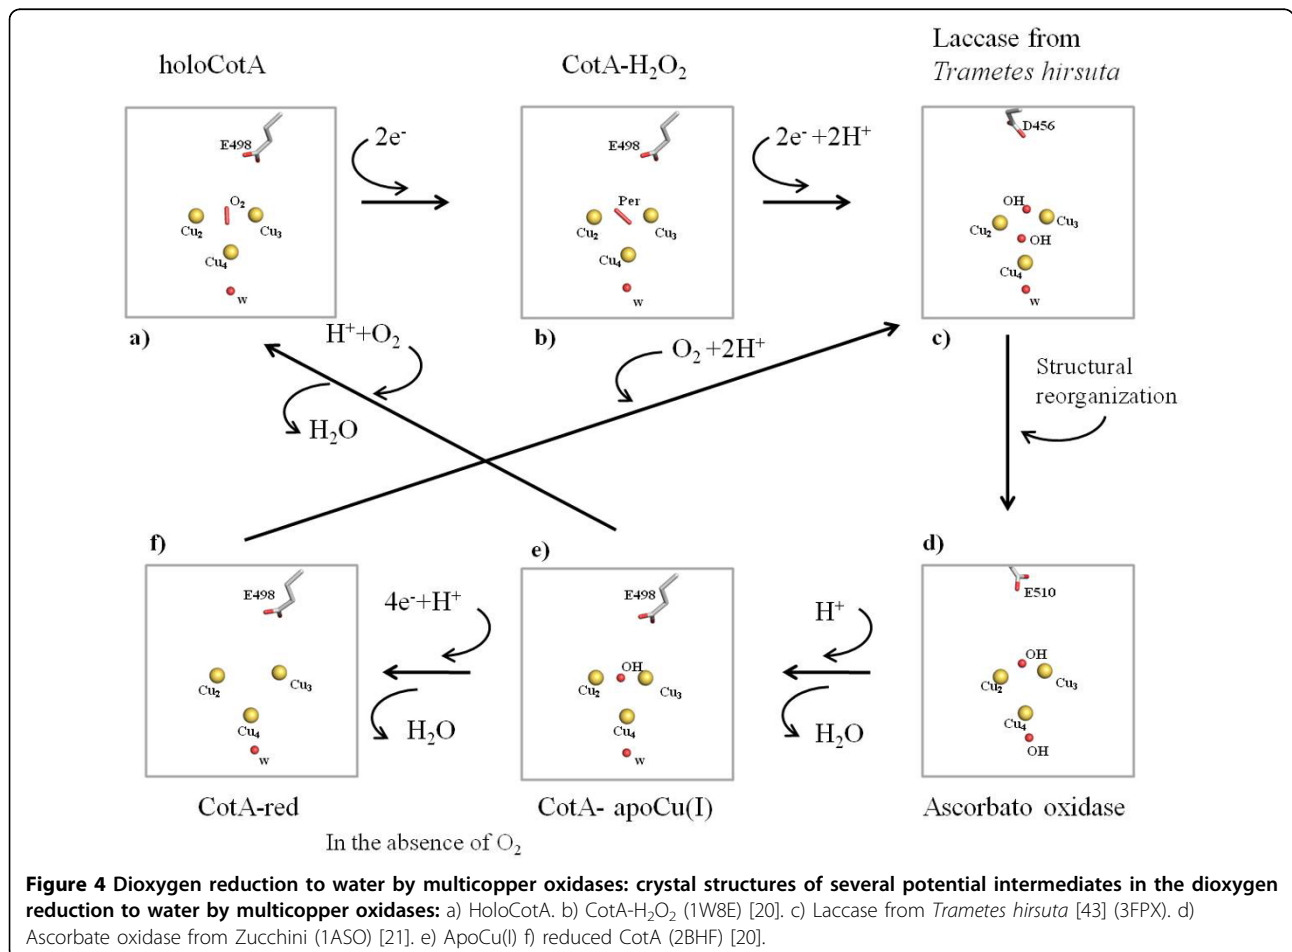 holoCotA
CotA-H₂O₂
Laccase from
Trametes hirsuta
E498
O₂
Cu₂
Cu₃
Cu₄
W
a)
2e⁻
E498
Per
Cu₂
Cu₃
Cu₄
W
b)
2e⁻ +2H⁺
D456
OH
Cu₂
Cu₃
OH
Cu₄
W
c)
H⁺+O₂
H₂O
O₂ +2H⁺
Structural
reorganization
f)
E498
Cu₂
Cu₃
Cu₄
W
CotA-red
4e⁻+H⁺
H₂O
e)
E498
OH
Cu₂
Cu₃
Cu₄
W
CotA- apoCu(I)
H⁺
H₂O
d)
E510
OH
Cu₂
Cu₃
Cu₄
OH
Ascorbato oxidase
In the absence of O₂
Figure 4 Dioxygen reduction to water by multicopper oxidases: crystal structures of several potential intermediates in the dioxygen
reduction to water by multicopper oxidases: a) HoloCotA. b) CotA-H₂O₂ (1W8E) [20]. c) Laccase from Trametes hirsuta [43] (3FPX). d)
Ascorbate oxidase from Zucchini (1ASO) [21]. e) ApoCu(I) f) reduced CotA (2BHF) [20].